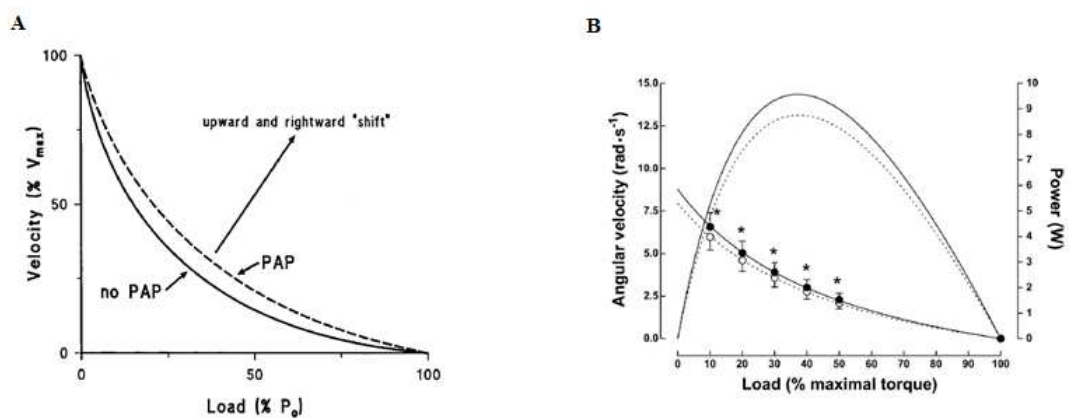 A
100
50
0
Velocity (% Vmax)
upward and rightward "shift"
PAP
no PAP
0
50
100
Load (% Po)
B
15.0
12.5
10.0
7.5
5.0
2.5
0.0
Angular velocity (rad·s-1)
* * * * *
10
9
8
7
6
5
4
3
2
1
0
Power (W)
0 10 20 30 40 50 60 70 80 90 100
Load (% maximal torque)